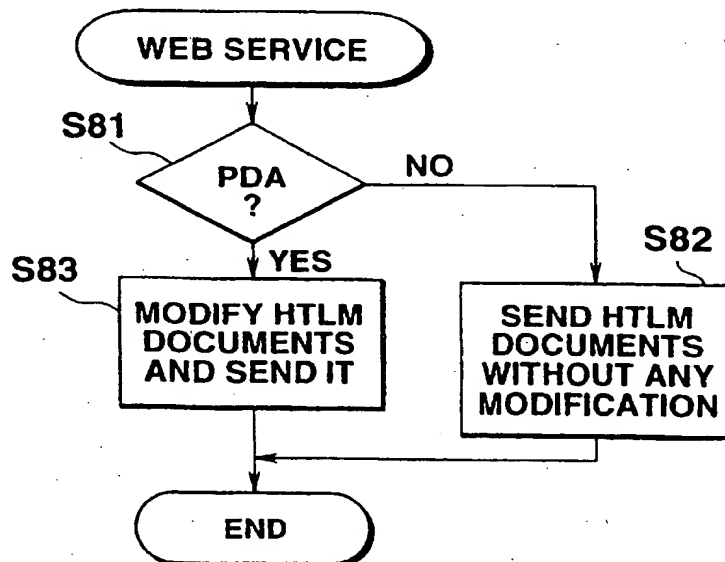 WEB SERVICE
S81
PDA
?
NO
YES
S82
S83
MODIFY HTLM
DOCUMENTS
AND SEND IT
SEND HTLM
DOCUMENTS
WITHOUT ANY
MODIFICATION
END